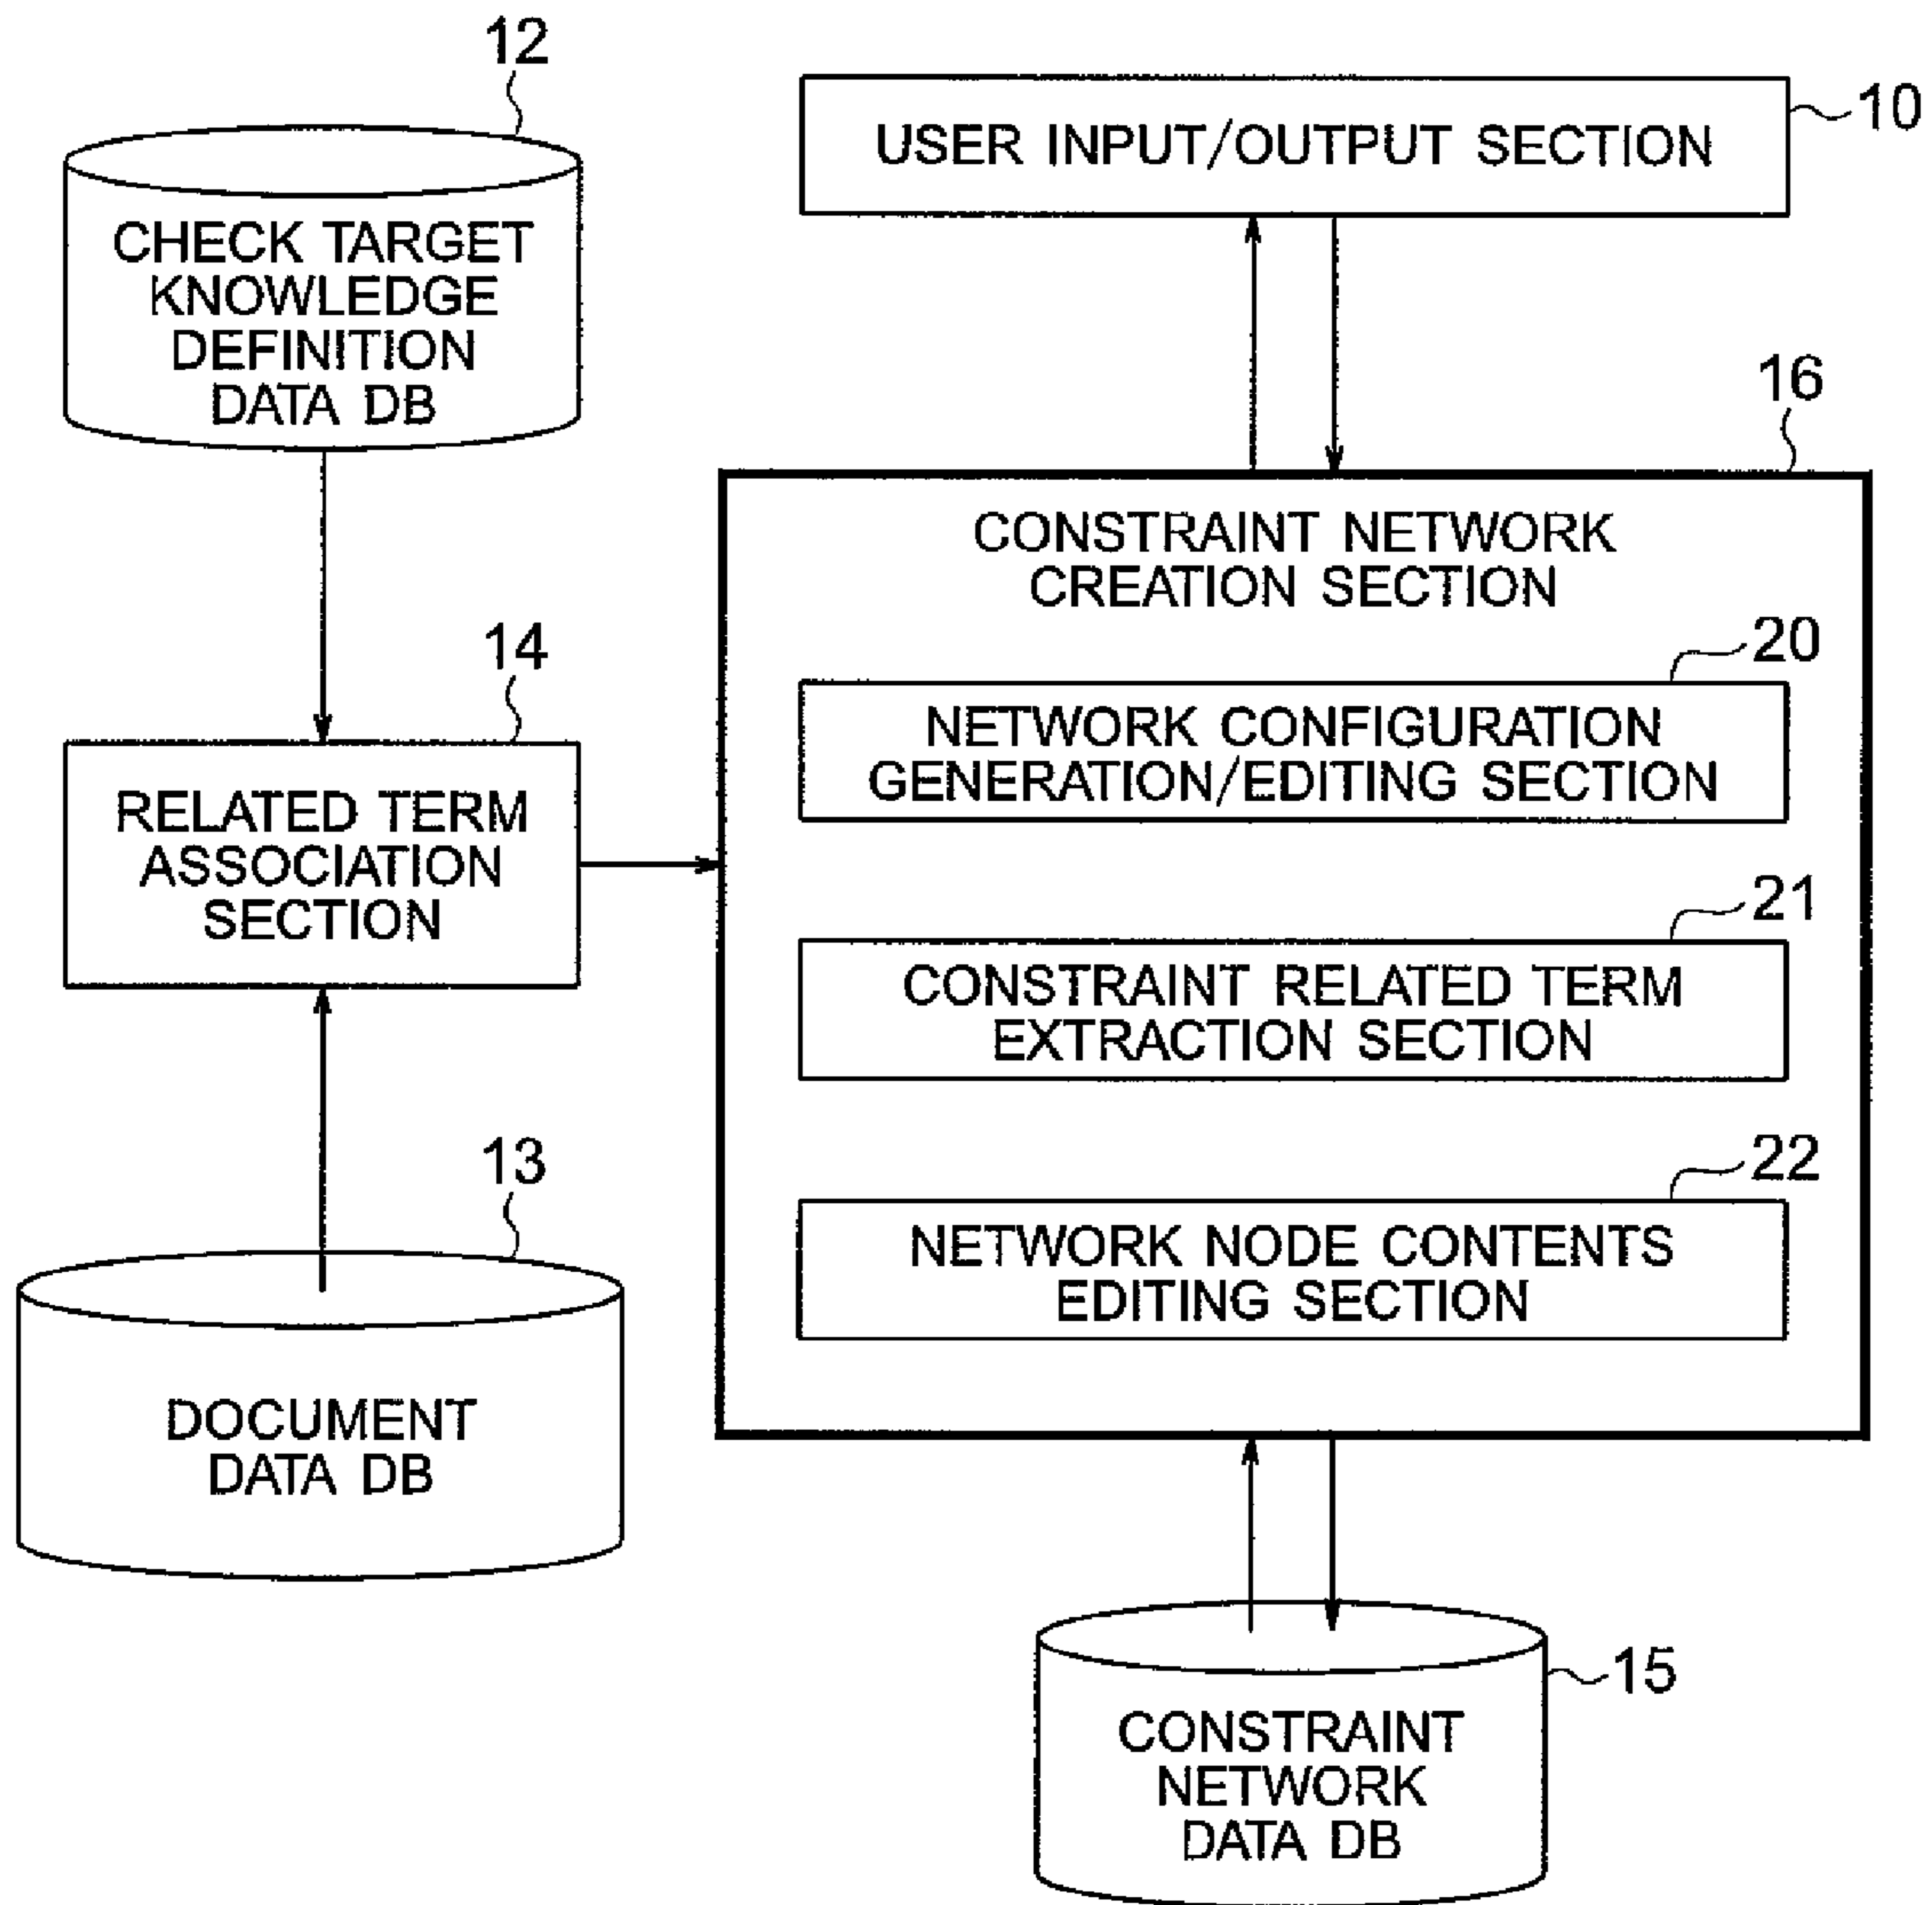 12
CHECK TARGET
KNOWLEDGE
DEFINITION
DATA DB
10
USER INPUT/OUTPUT SECTION
16
CONSTRAINT NETWORK
CREATION SECTION
20
NETWORK CONFIGURATION
GENERATION/EDITING SECTION
14
RELATED TERM
ASSOCIATION
SECTION
21
CONSTRAINT RELATED TERM
EXTRACTION SECTION
22
NETWORK NODE CONTENTS
EDITING SECTION
13
DOCUMENT
DATA DB
15
CONSTRAINT
NETWORK
DATA DB